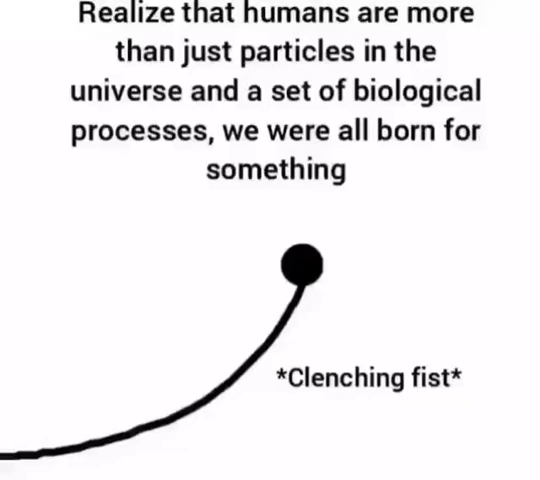 Realize that humans are more
than just particles in the
universe and a set of biological
processes, we were all born for
something
*Clenching fist*